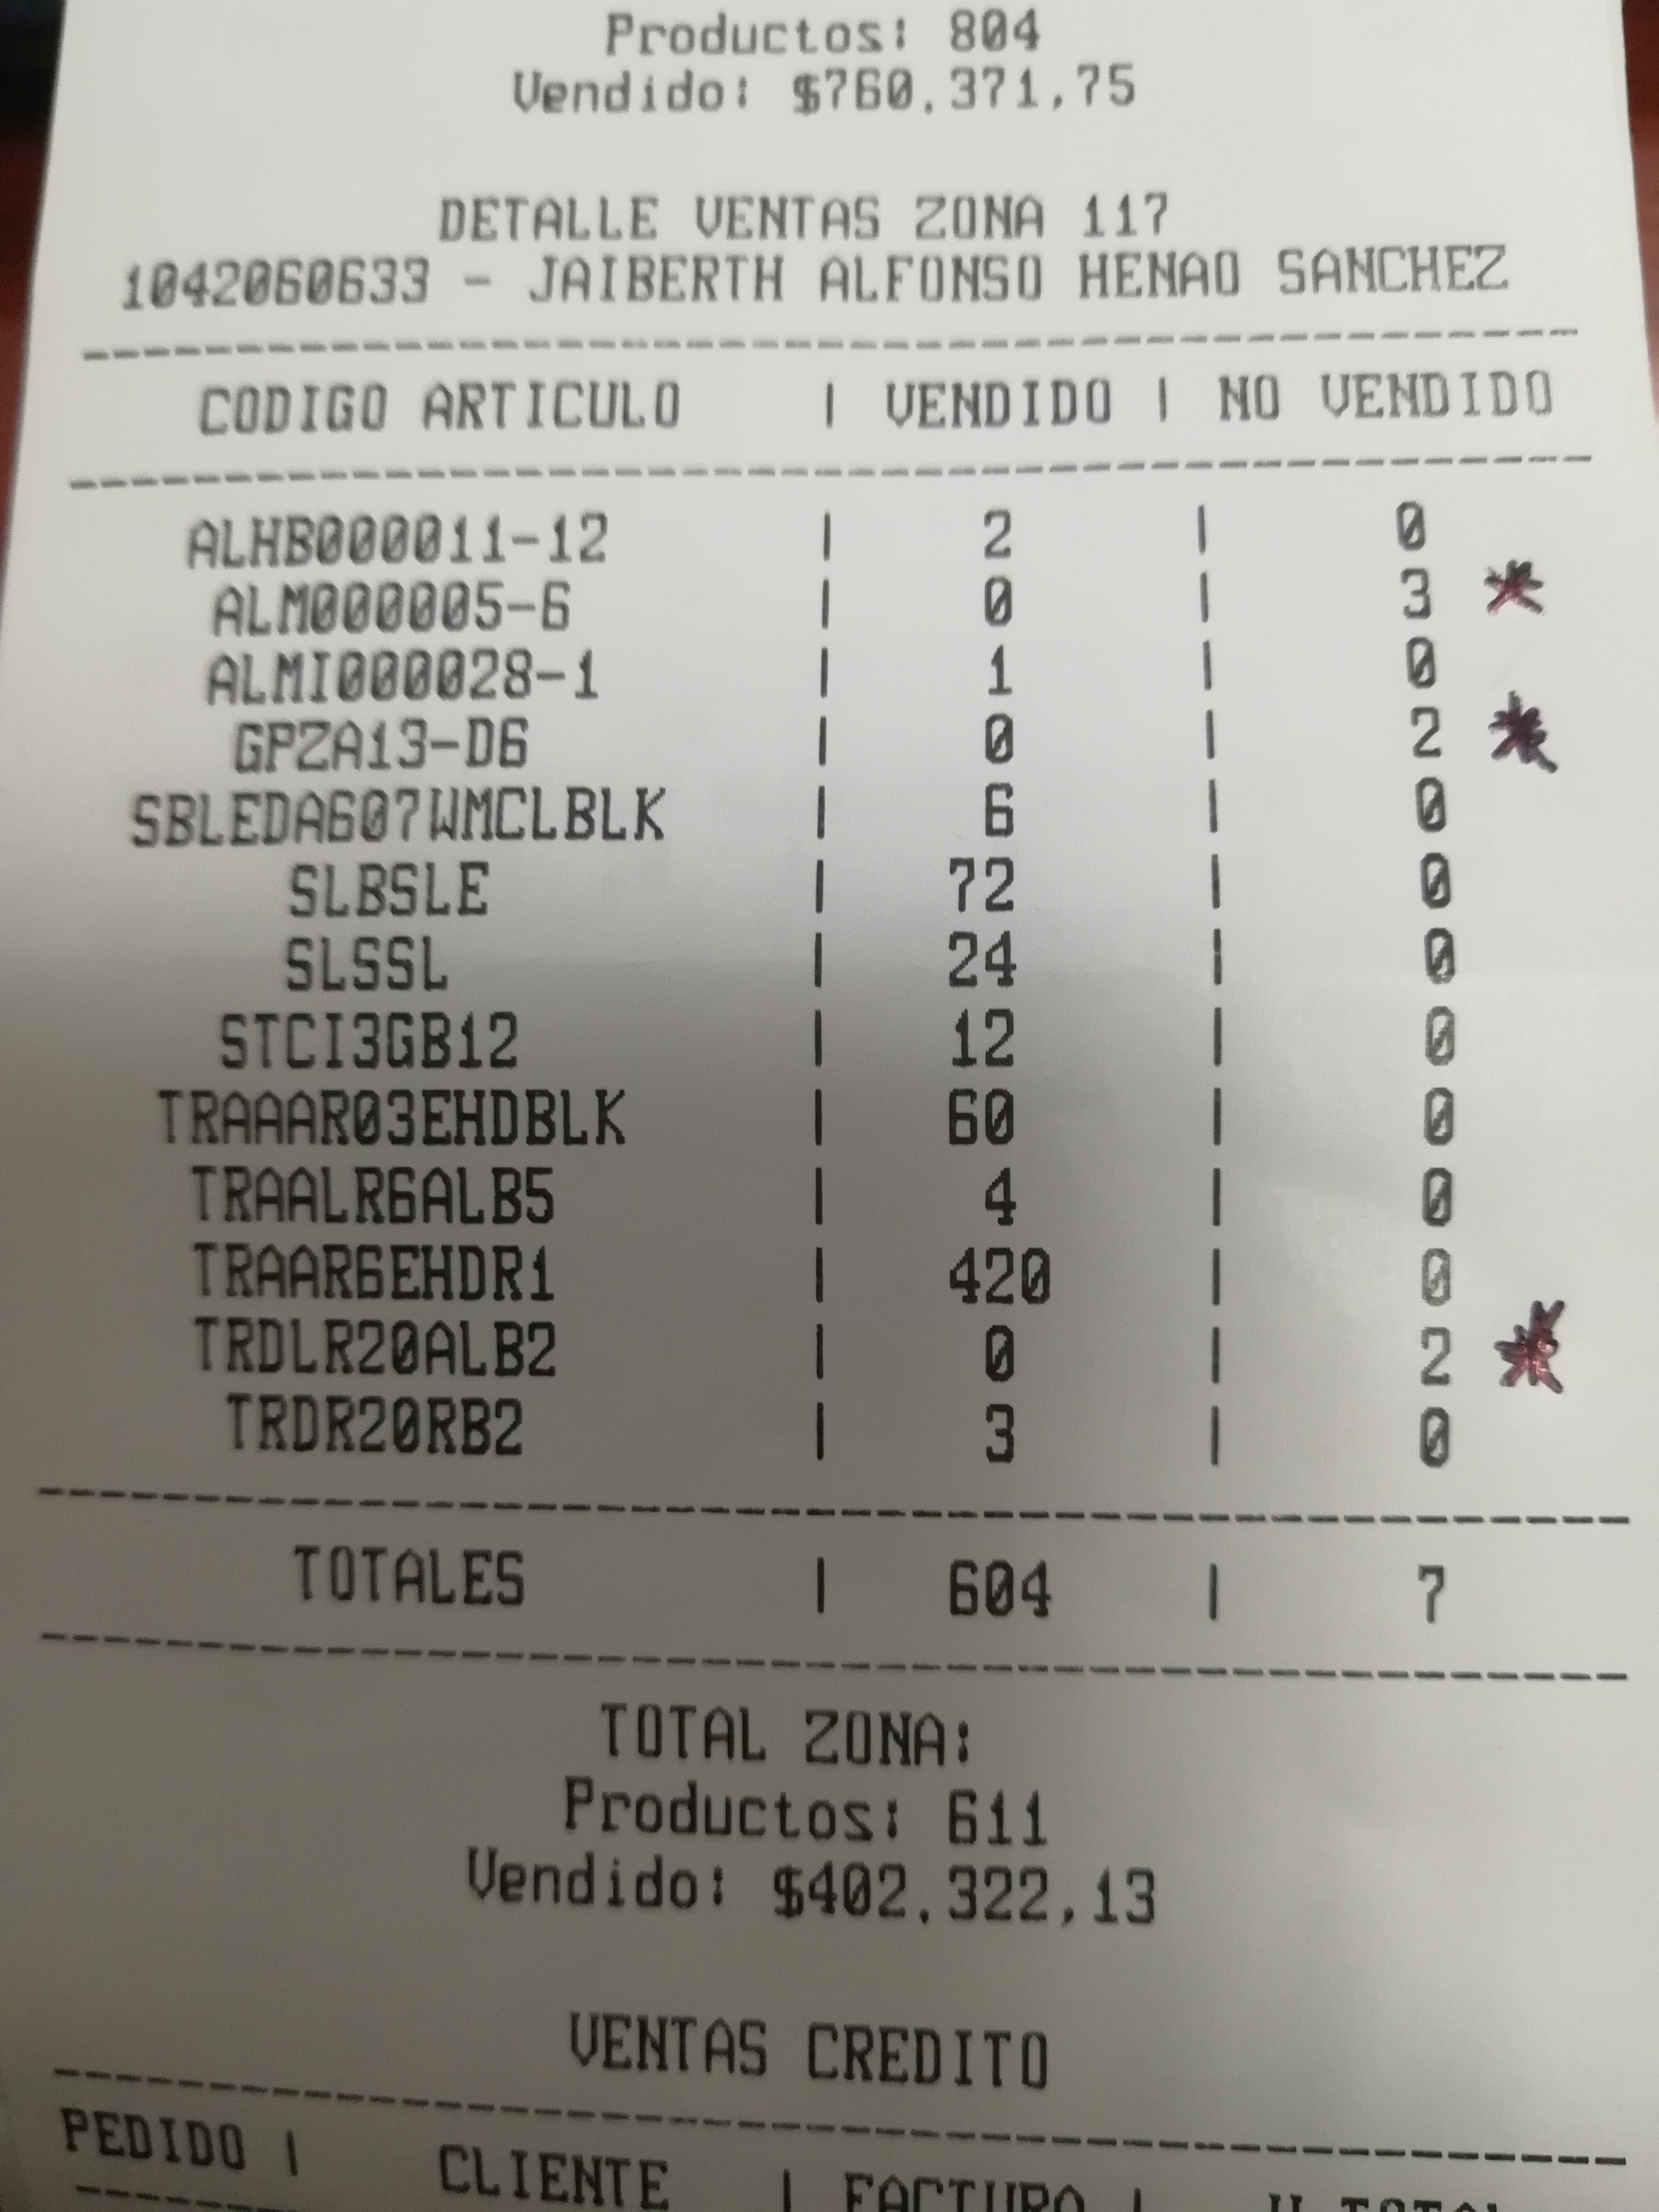 Productos: 804
Vendido: $760.371,75
DETALLE VENTAS ZONA 117
1042060633 - JAIBERTH ALFONSO HENAO SANCHEZ
CODIGO ARTICULO | VENDIDO | NO VENDIDO
ALHB000011-12 | 2 | 0
ALM000005-6 | 0 | 3
ALMI000028-1 | 1 | 0
GPZA13-D6 | 0 | 2
SBLEDA607WMCLBLK | 6 | 0
SLBSLE | 72 | 0
SLSSL | 24 | 0
STCI3GB12 | 12 | 0
TRAAAR03EHDBLK | 60 | 0
TRAALR6ALB5 | 4 | 0
TRAAR6EHDR1 | 420 | 0
TRDLR20ALB2 | 0 | 2
TRDR20RB2 | 3 | 0
TOTALES | 604 | 7
TOTAL ZONA:
Productos: 611
Vendido: $402.322,13
VENTAS CREDITO
PEDIDO | CLIENTE | FACTURA |